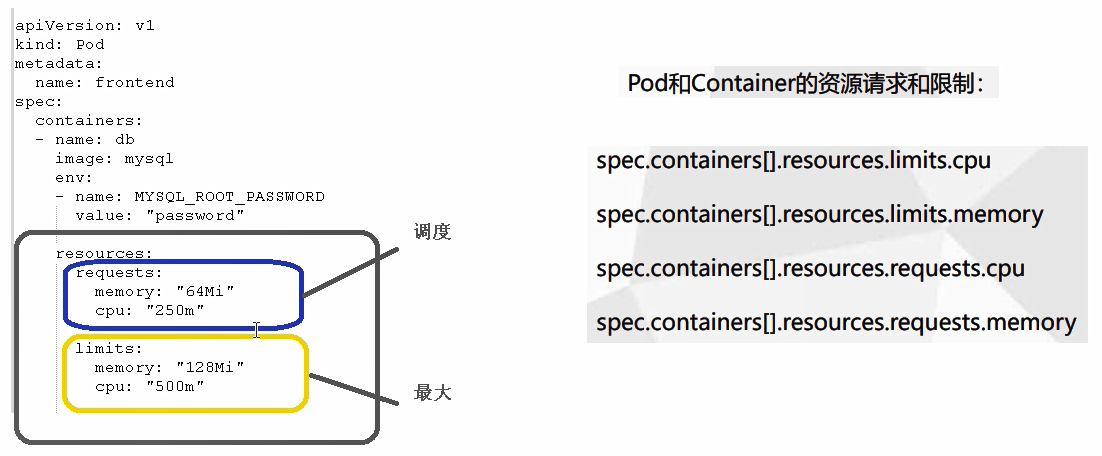 apiVersion: v1
kind: Pod
metadata:
  name: frontend
spec:
  containers:
  - name: db
    image: mysql
    env:
    - name: MYSQL_ROOT_PASSWORD
      value: "password"
    resources:
      requests:
        memory: "64Mi"
        cpu: "250m"
      limits:
        memory: "128Mi"
        cpu: "500m"
调度
最大
Pod和Container的资源请求和限制：
spec.containers[].resources.limits.cpu
spec.containers[].resources.limits.memory
spec.containers[].resources.requests.cpu
spec.containers[].resources.requests.memory